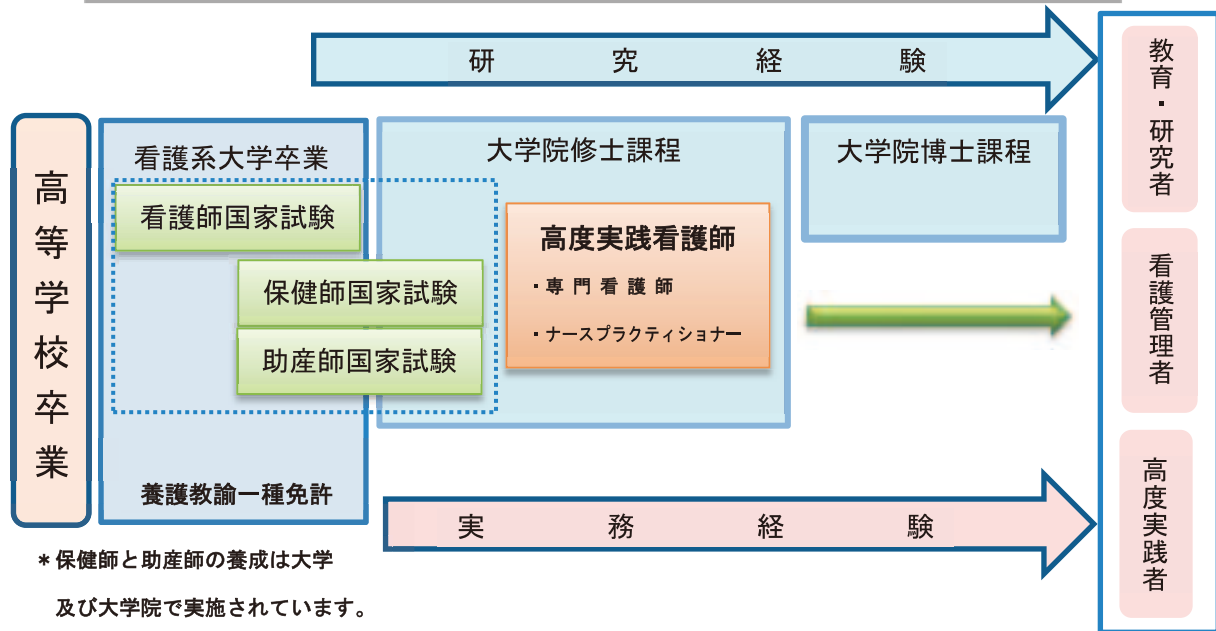 研究経験
高等学校卒業
看護系大学卒業
看護師国家試験
保健師国家試験
助産師国家試験
養護教諭一種免許
大学院修士課程
高度実践看護師
・専門看護師
・ナースプラクティショナー
大学院博士課程
実務経験
教育・研究者
看護管理者
高度実践者
＊保健師と助産師の養成は大学
及び大学院で実施されています。